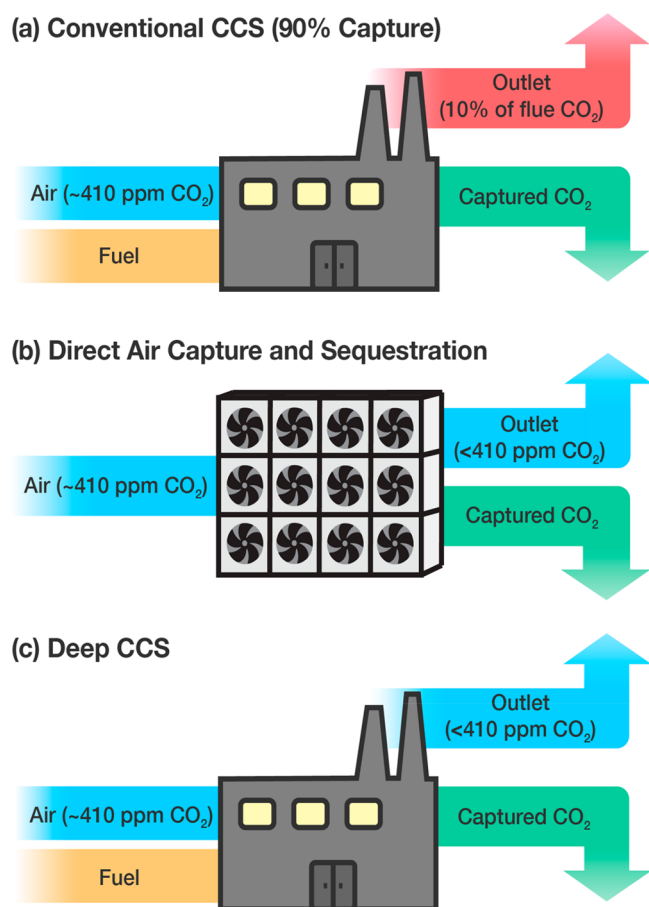 (a) Conventional CCS (90% Capture)
Outlet
(10% of flue CO₂)
Air (~410 ppm CO₂)
Captured CO₂
Fuel
(b) Direct Air Capture and Sequestration
Outlet
(<410 ppm CO₂)
Air (~410 ppm CO₂)
Captured CO₂
(c) Deep CCS
Outlet
(<410 ppm CO₂)
Air (~410 ppm CO₂)
Captured CO₂
Fuel